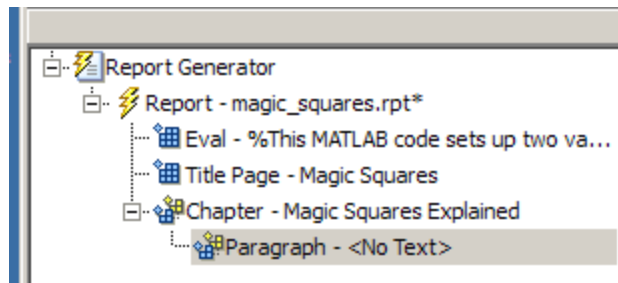 Report Generator
Report - magic_squares.rpt*
Eval - %This MATLAB code sets up two va...
Title Page - Magic Squares
Chapter - Magic Squares Explained
Paragraph - <No Text>